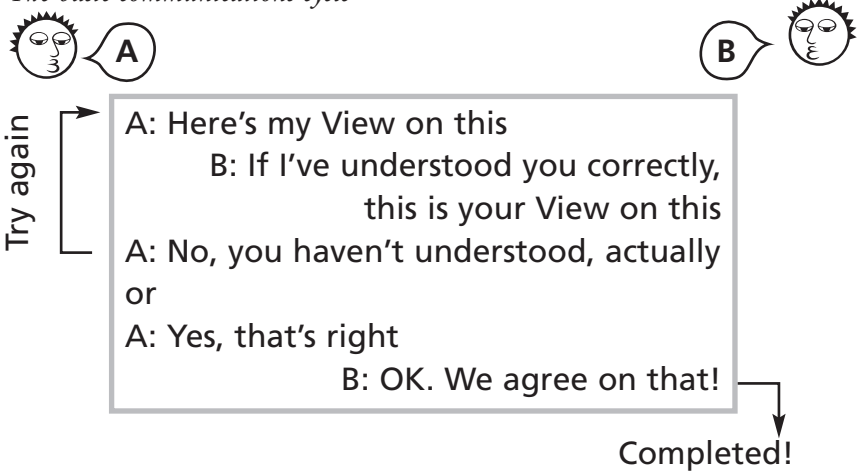 The basic communications cycle
A
B
Try again
A: Here's my View on this
B: If I've understood you correctly,
this is your View on this
A: No, you haven't understood, actually
or
A: Yes, that's right
B: OK. We agree on that!
Completed!